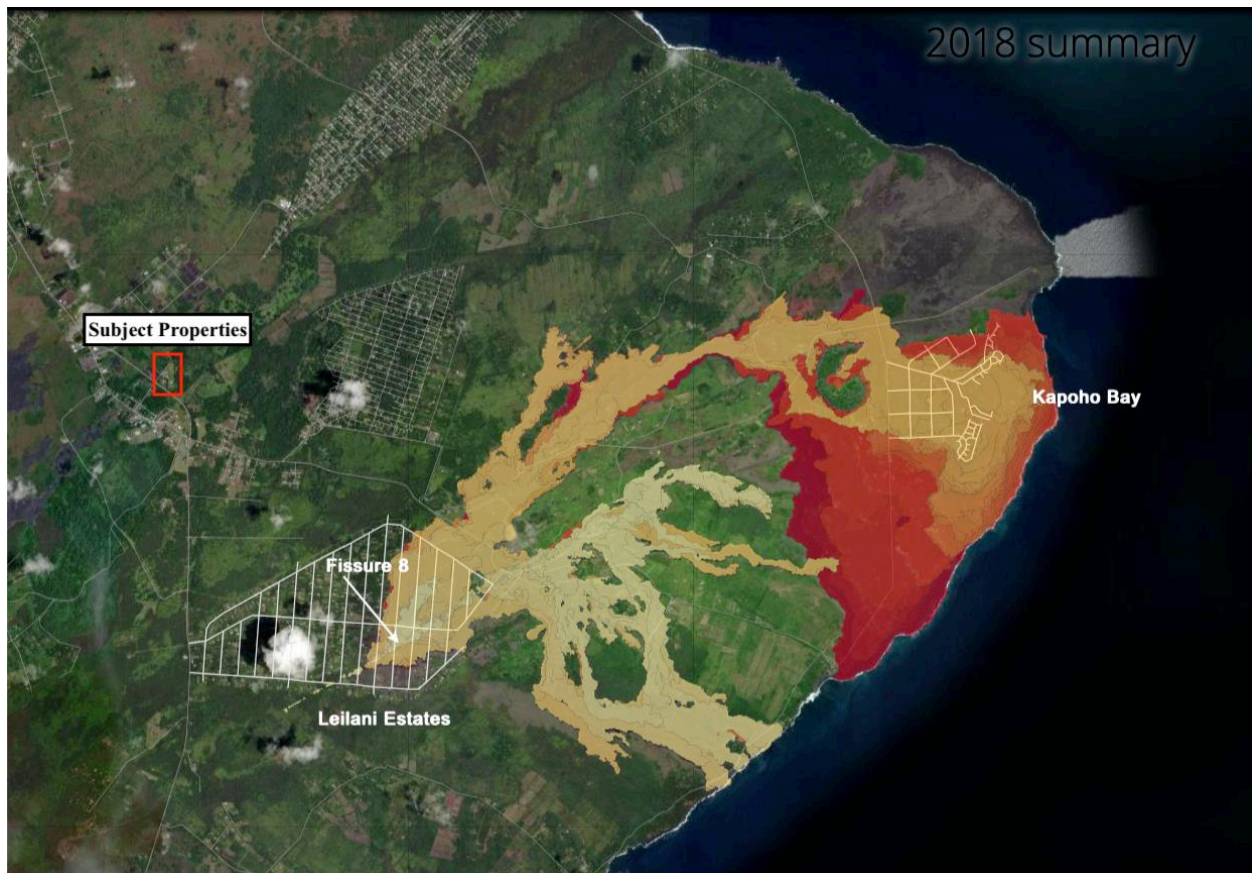 2018 summary
Subject Properties
Kapoho Bay
Fissure 8
Leilani Estates